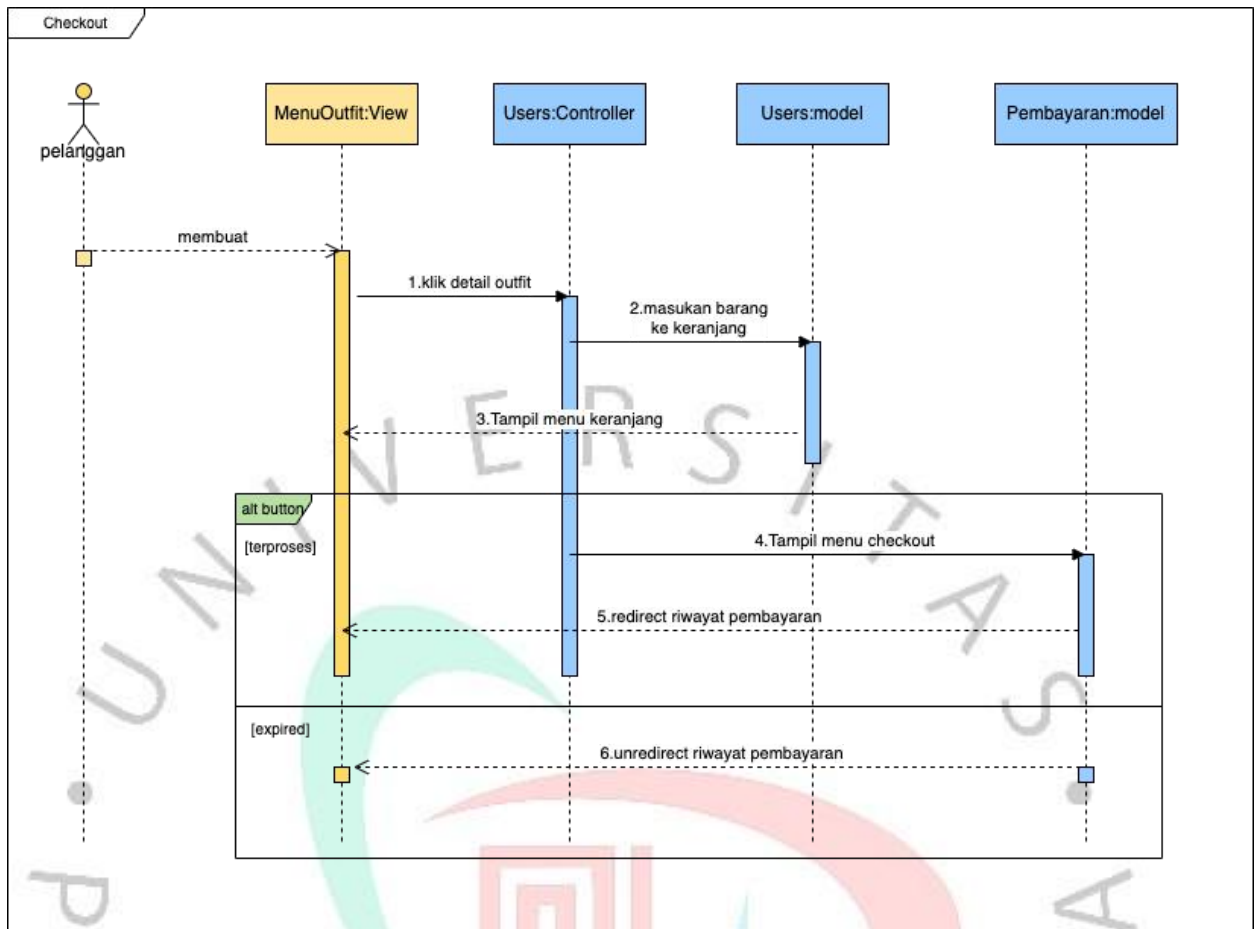 Checkout
pelanggan
MenuOutfit:View
Users:Controller
Users:model
Pembayaran:model
membuat
1.klik detail outfit
2.masukan barang
ke keranjang
3.Tampil menu keranjang
alt button
[terproses]
4.Tampil menu checkout
5.redirect riwayat pembayaran
[expired]
6.unredirect riwayat pembayaran
UNIVERSITAS
P
A